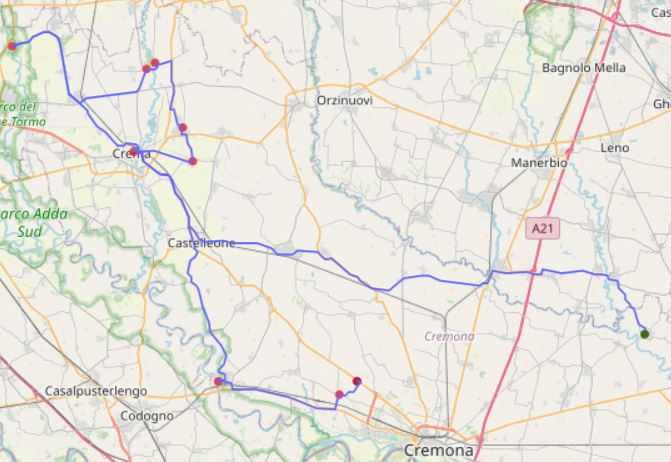 Cas
Bagnolo Mella
Orzinuovi
Ghe
arco del
e Tormo
Leno
Crema
Manerbio
arco Adda
Sud
A21
Castelleone
Cremona
Casalpusterlengo
Codogno
Cremona